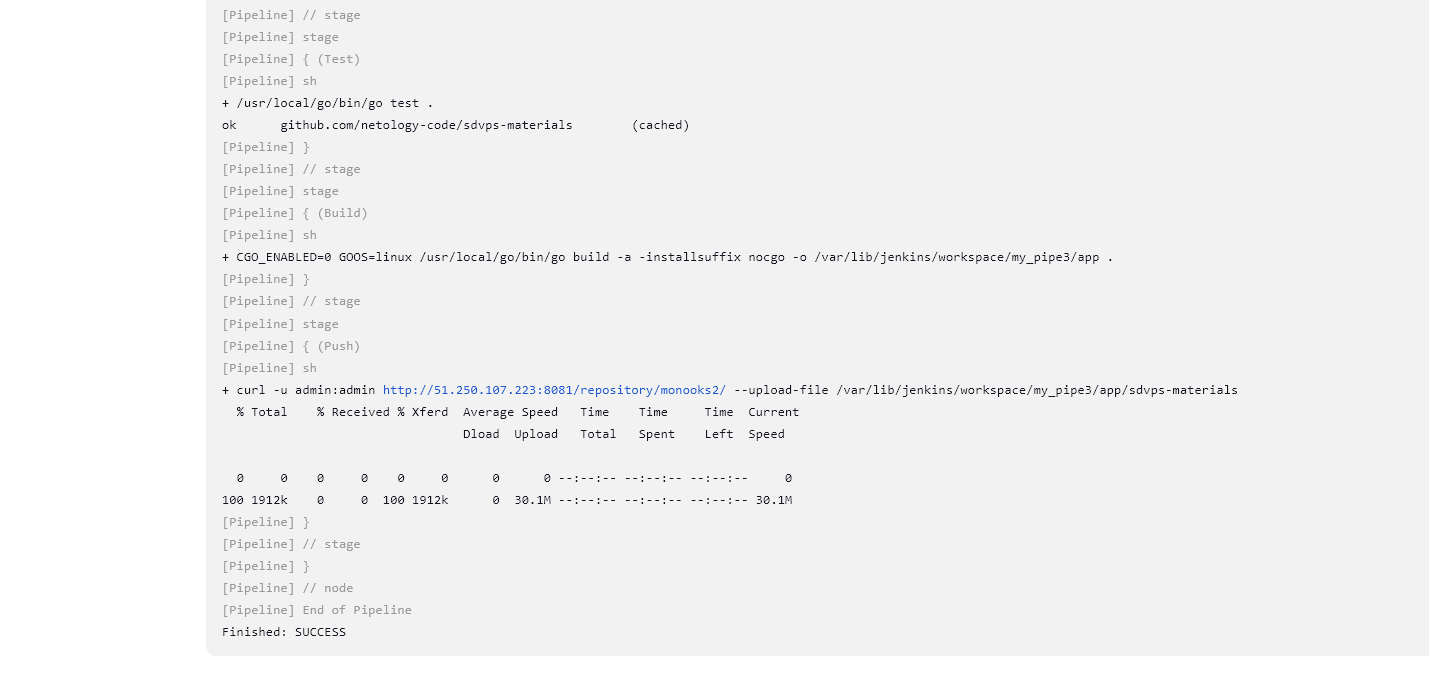 [Pipeline] // stage
[Pipeline] stage
[Pipeline] { (Test)
[Pipeline] sh
+ /usr/local/go/bin/go test .
ok      github.com/netology-code/sdvps-materials        (cached)
[Pipeline] }
[Pipeline] // stage
[Pipeline] stage
[Pipeline] { (Build)
[Pipeline] sh
+ CGO_ENABLED=0 GOOS=linux /usr/local/go/bin/go build -a -installsuffix nocgo -o /var/lib/jenkins/workspace/my_pipe3/app .
[Pipeline] }
[Pipeline] // stage
[Pipeline] stage
[Pipeline] { (Push)
[Pipeline] sh
+ curl -u admin:admin http://51.250.107.223:8081/repository/monooks2/ --upload-file /var/lib/jenkins/workspace/my_pipe3/app/sdvps-materials
  % Total    % Received % Xferd  Average Speed   Time    Time     Time  Current
                                 Dload  Upload   Total   Spent    Left  Speed
  0     0    0     0    0     0      0      0 --:--:-- --:--:-- --:--:--     0
100 1912k    0     0  100 1912k      0  30.1M --:--:-- --:--:-- --:--:-- 30.1M
[Pipeline] }
[Pipeline] // stage
[Pipeline] }
[Pipeline] // node
[Pipeline] End of Pipeline
Finished: SUCCESS